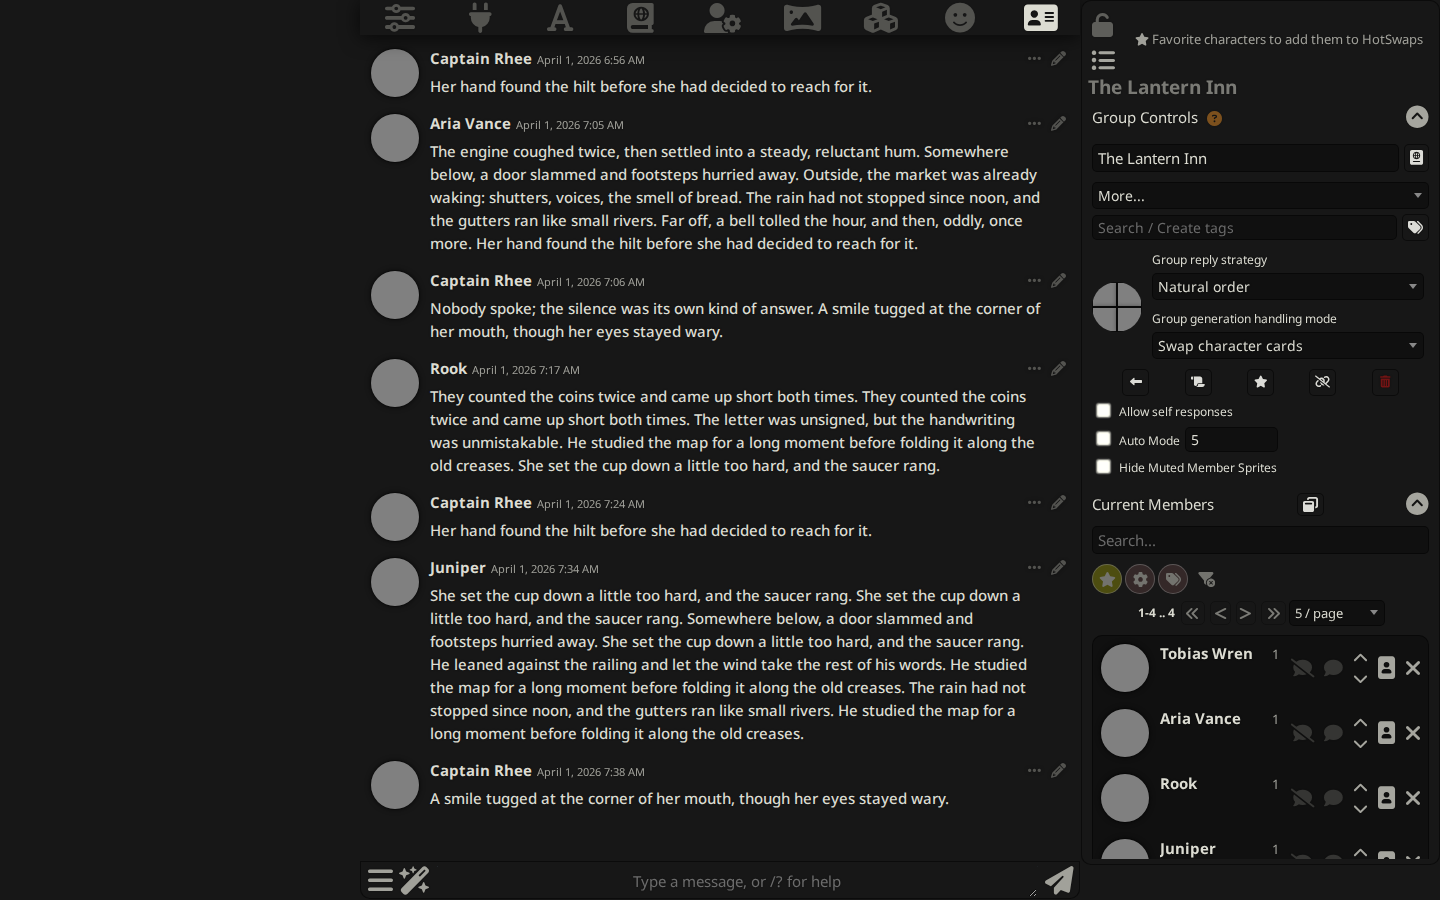 Captain Rhee April 1, 2026 6:56 AM
Her hand found the hilt before she had decided to reach for it.
Aria Vance April 1, 2026 7:05 AM
The engine coughed twice, then settled into a steady, reluctant hum. Somewhere
below, a door slammed and footsteps hurried away. Outside, the market was already
waking: shutters, voices, the smell of bread. The rain had not stopped since noon, and
the gutters ran like small rivers. Far off, a bell tolled the hour, and then, oddly, once
more. Her hand found the hilt before she had decided to reach for it.
Captain Rhee April 1, 2026 7:06 AM
Nobody spoke; the silence was its own kind of answer. A smile tugged at the corner of
her mouth, though her eyes stayed wary.
Rook April 1, 2026 7:17 AM
They counted the coins twice and came up short both times. They counted the coins
twice and came up short both times. The letter was unsigned, but the handwriting
was unmistakable. He studied the map for a long moment before folding it along the
old creases. She set the cup down a little too hard, and the saucer rang.
Captain Rhee April 1, 2026 7:24 AM
Her hand found the hilt before she had decided to reach for it.
Juniper April 1, 2026 7:34 AM
She set the cup down a little too hard, and the saucer rang. She set the cup down a
little too hard, and the saucer rang. Somewhere below, a door slammed and
footsteps hurried away. She set the cup down a little too hard, and the saucer rang.
He leaned against the railing and let the wind take the rest of his words. He studied
the map for a long moment before folding it along the old creases. The rain had not
stopped since noon, and the gutters ran like small rivers. He studied the map for a
long moment before folding it along the old creases.
Captain Rhee April 1, 2026 7:38 AM
A smile tugged at the corner of her mouth, though her eyes stayed wary.
Type a message, or /? for help
Favorite characters to add them to HotSwaps
The Lantern Inn
Group Controls ?
The Lantern Inn
More...
Search / Create tags
Group reply strategy
Natural order
Group generation handling mode
Swap character cards
Allow self responses
Auto Mode 5
Hide Muted Member Sprites
Current Members
Search...
1-4 .. 4 5 / page
Tobias Wren 1
Aria Vance 1
Rook 1
Juniper 1